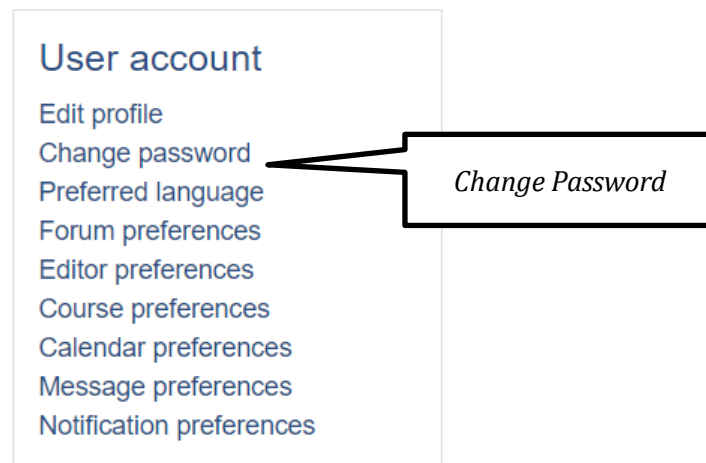 User account
Edit profile
Change password
Preferred language
Forum preferences
Editor preferences
Course preferences
Calendar preferences
Message preferences
Notification preferences
Change Password